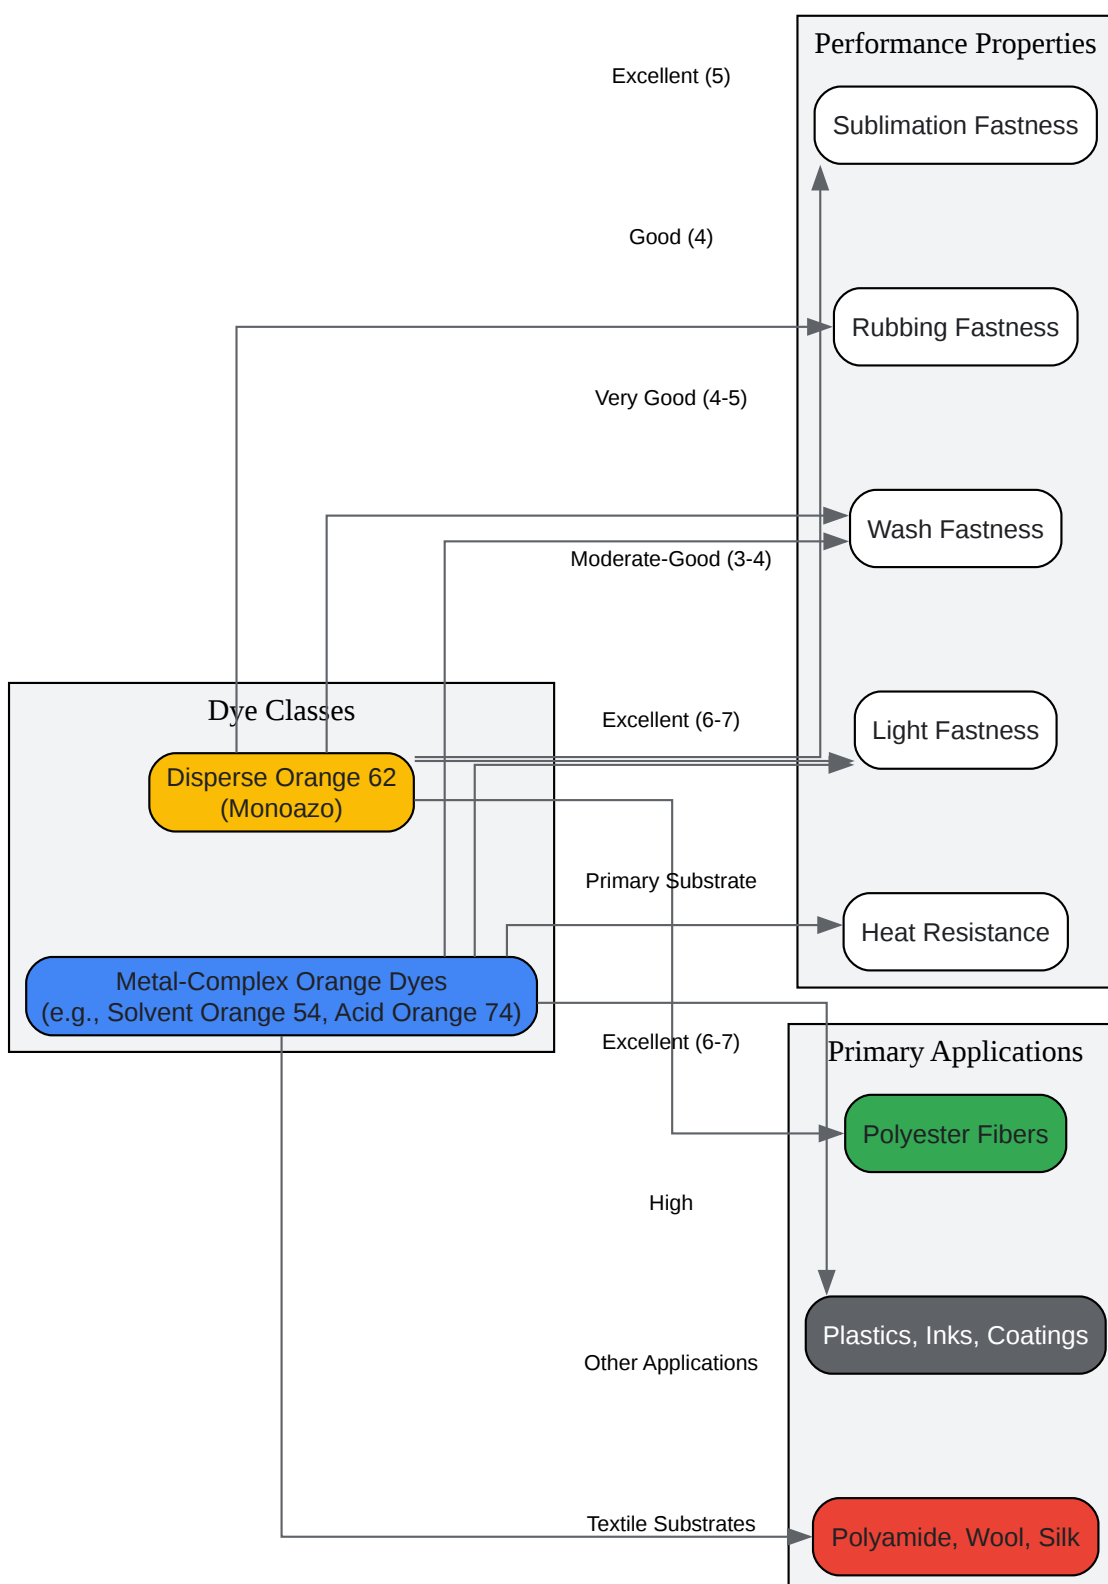 Performance Properties
Excellent (5)
Sublimation Fastness
Good (4)
Rubbing Fastness
Very Good (4-5)
Wash Fastness
Moderate-Good (3-4)
Dye Classes
Excellent (6-7)
Light Fastness
Disperse Orange 62
(Monoazo)
Primary Substrate
Heat Resistance
Metal-Complex Orange Dyes
(e.g., Solvent Orange 54, Acid Orange 74)
Excellent (6-7)
Primary Applications
Polyester Fibers
High
Plastics, Inks, Coatings
Other Applications
Textile Substrates
Polyamide, Wool, Silk